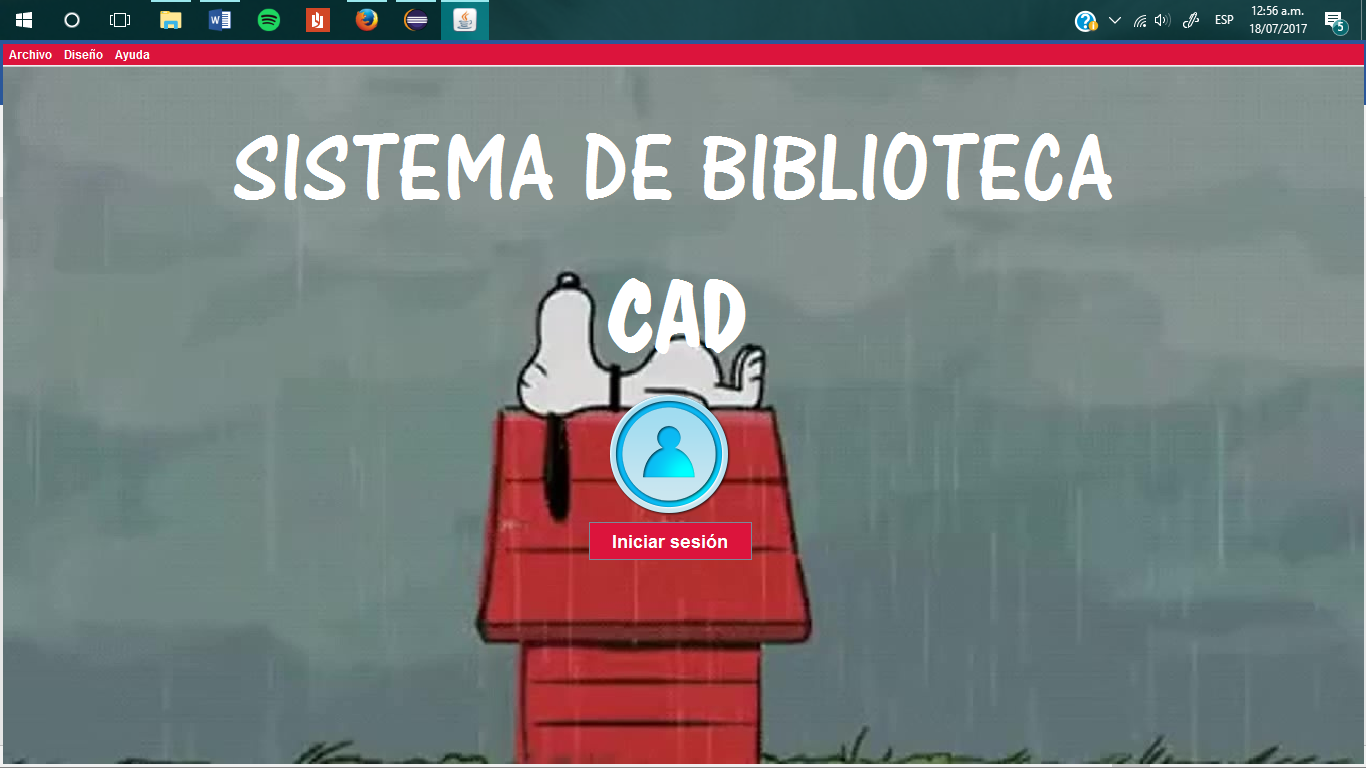 ESP
12:56 a.m.
18/07/2017
5
Archivo Diseño Ayuda
SISTEMA DE BIBLIOTECA
CAD
Iniciar sesión